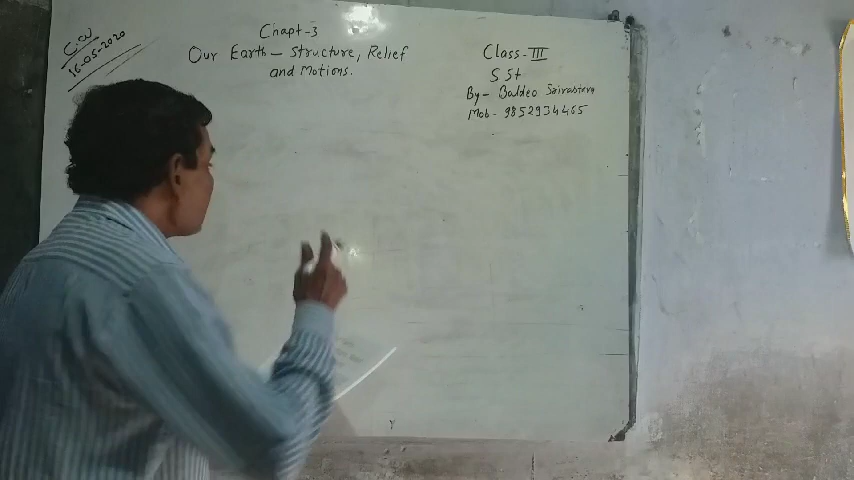 C.W
16-05-2020
Chapt-3
Our Earth - Structure, Relief
and Motions.
Class-III
S St
By- Baldeo Srivastava
Mob- 9852934465